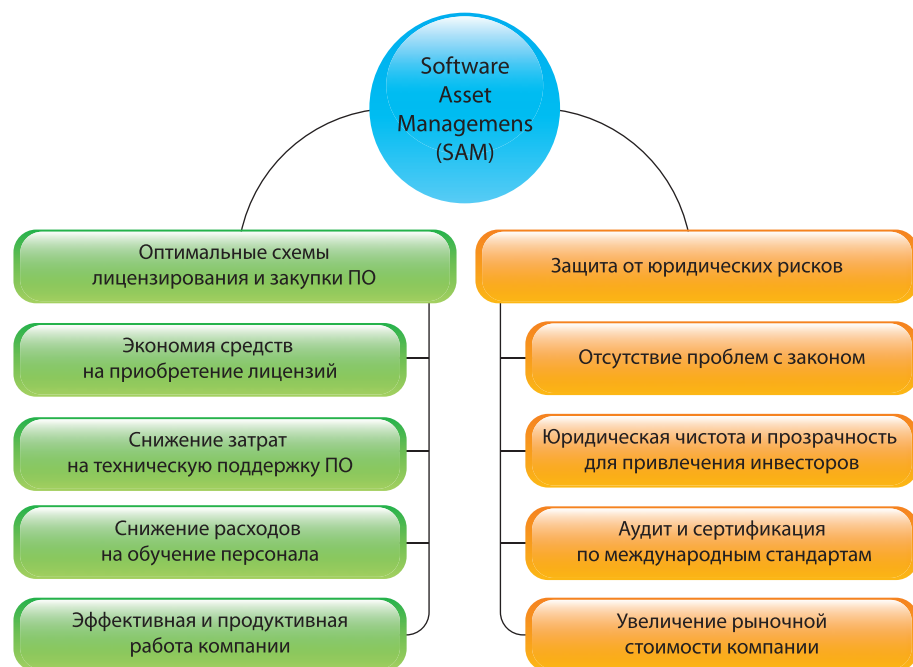 Software
Asset
Managemens
(SAM)
Оптимальные схемы
лицензирования и закупки ПО
Экономия средств
на приобретение лицензий
Снижение затрат
на техническую поддержку ПО
Снижение расходов
на обучение персонала
Эффективная и продуктивная
работа компании
Защита от юридических рисков
Отсутствие проблем с законом
Юридическая чистота и прозрачность
для привлечения инвесторов
Аудит и сертификация
по международным стандартам
Увеличение рыночной
стоимости компании